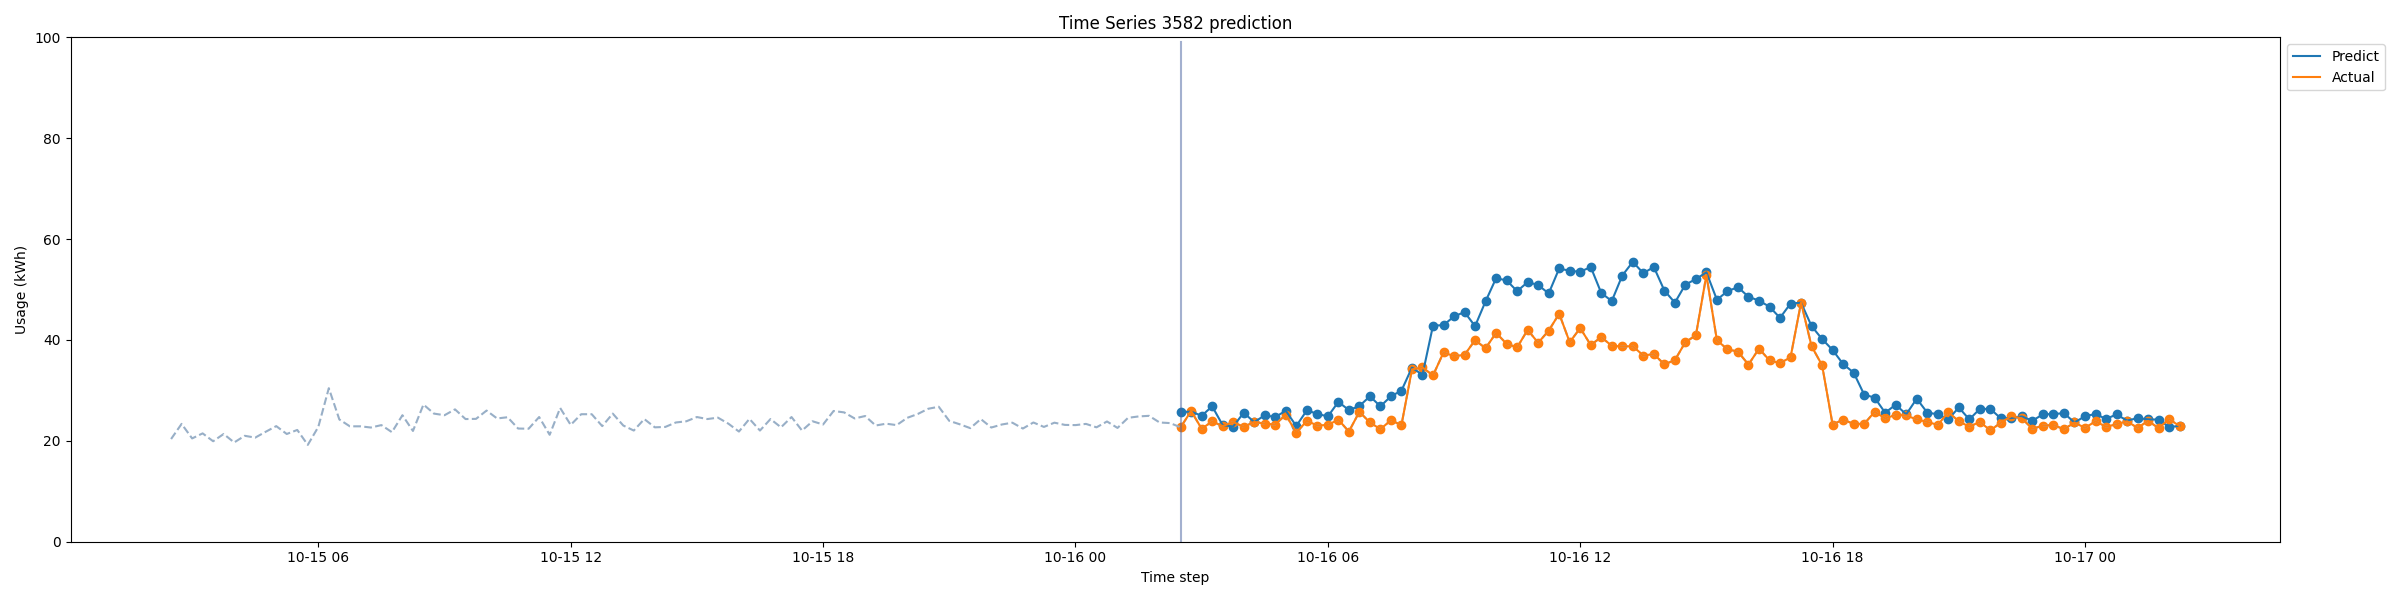 Time Series 3582 prediction
Predict
Actual
Usage (kWh)
100
80
60
40
20
0
10-15 06
10-15 12
10-15 18
10-16 00
10-16 06
10-16 12
10-16 18
10-17 00
Time step